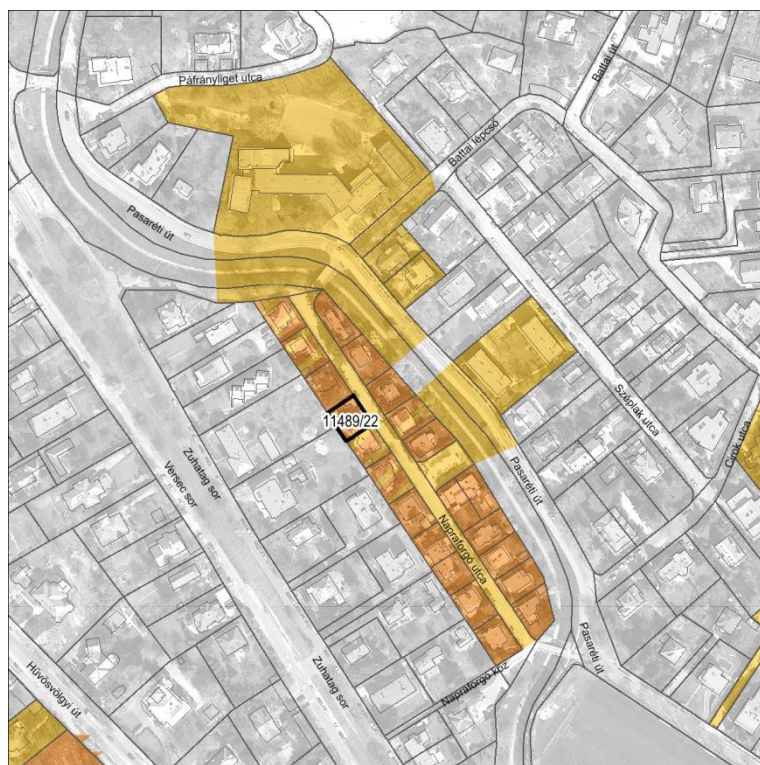 Páfrányliget utca
Battai út
Battai lépcső
Pasaréti út
11489/22
Széplak utca
Csirok utca
Zuhatag sor
Versec sor
Pasaréti út
Napraforgó utca
Pasaréti út
Zuhatag sor
Napraforgó köz
Hűvösvölgyi út